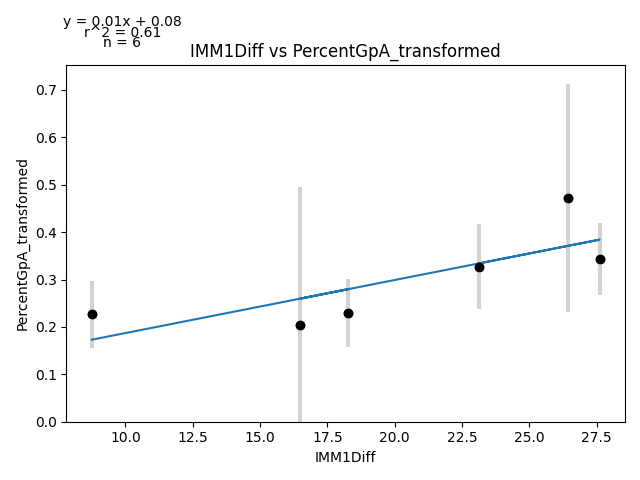 y = 0.01x + 0.08
r^2 = 0.61
n = 6
IMM1Diff vs PercentGpA_transformed
PercentGpA_transformed
0.7
0.6
0.5
0.4
0.3
0.2
0.1
0.0
10.0 12.5 15.0 17.5 20.0 22.5 25.0 27.5
IMM1Diff